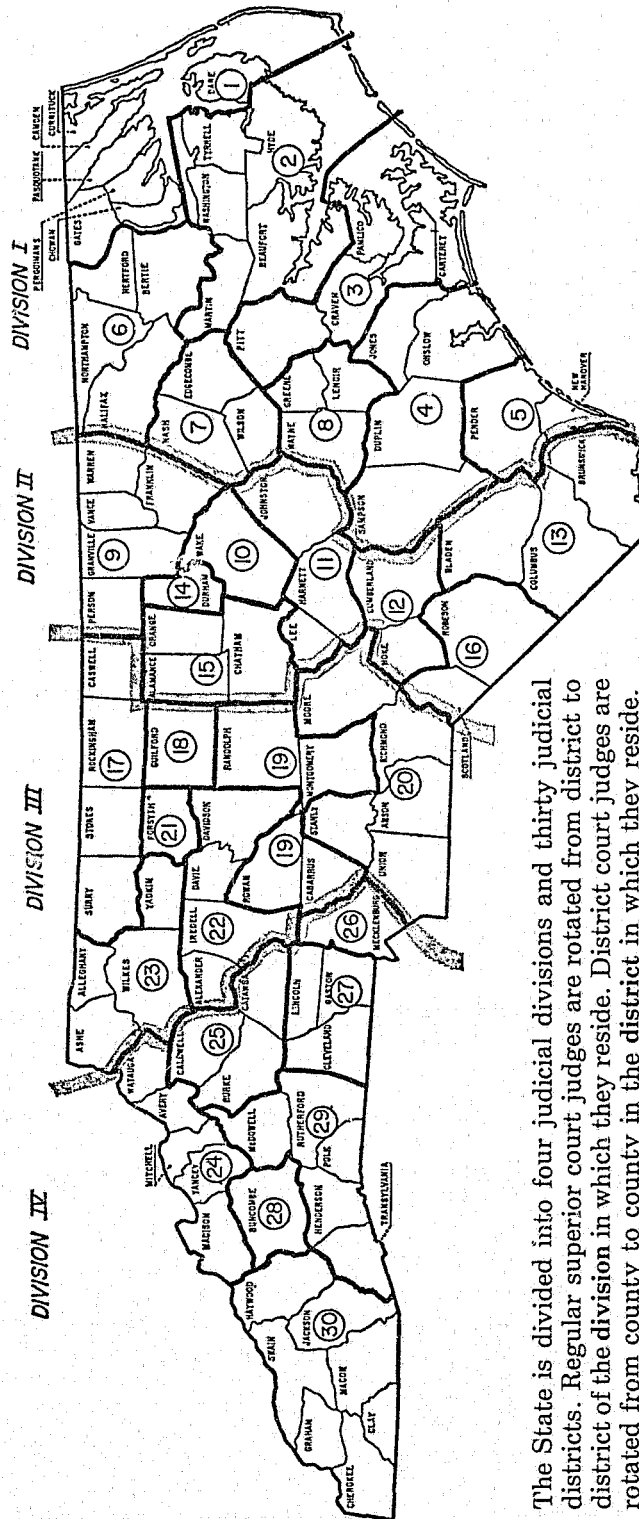 DIVISION I
DIVISION II
DIVISION III
DIVISION IV
PERQUIMANS
CHOWAN
PASQUOTANK
CAMDEN
CURRITUCK
GATES
HERTFORD
BERTIE
NORTHAMPTON
6
HALIFAX
DARE
1
TYRRELL
WASHINGTON
HYDE
2
BEAUFORT
MARTIN
PITT
PAMLICO
CRAVEN
3
CARTERET
EDGECOMBE
NASH
7
WILSON
GREENE
LENOIR
8
WAYNE
JONES
ONSLOW
4
DUPLIN
SAMPSON
PENDER
5
NEW HANOVER
WARREN
VANCE
FRANKLIN
GRANVILLE
9
PERSON
WAKE
10
JOHNSTON
HARNETT
11
LEE
CUMBERLAND
12
HOKE
BLADEN
BRUNSWICK
COLUMBUS
13
14
DURHAM
ORANGE
ALAMANCE
15
CHATHAM
ROBESON
16
SCOTLAND
CASWELL
ROCKINGHAM
17
STOKES
SURRY
GUILFORD
18
RANDOLPH
19
MONTGOMERY
MOORE
RICHMOND
20
ANSON
STANLY
UNION
FORSYTH
21
DAVIDSON
DAVIE
ROWAN
19
CABARRUS
YADKIN
IREDELL
22
ALEXANDER
ALLEGHANY
ASHE
WILKES
23
MECKLENBURG
26
CATAWBA
LINCOLN
GASTON
27
CLEVELAND
CALDWELL
25
BURKE
WATAUGA
AVERY
MITCHELL
YANCEY
24
MADISON
McDOWELL
RUTHERFORD
29
POLK
BUNCOMBE
28
HENDERSON
TRANSYLVANIA
HAYWOOD
JACKSON
30
SWAIN
MACON
GRAHAM
CLAY
CHEROKEE
The State is divided into four judicial divisions and thirty judicial
districts. Regular superior court judges are rotated from district to
district of the division in which they reside. District court judges are
rotated from county to county in the district in which they reside.